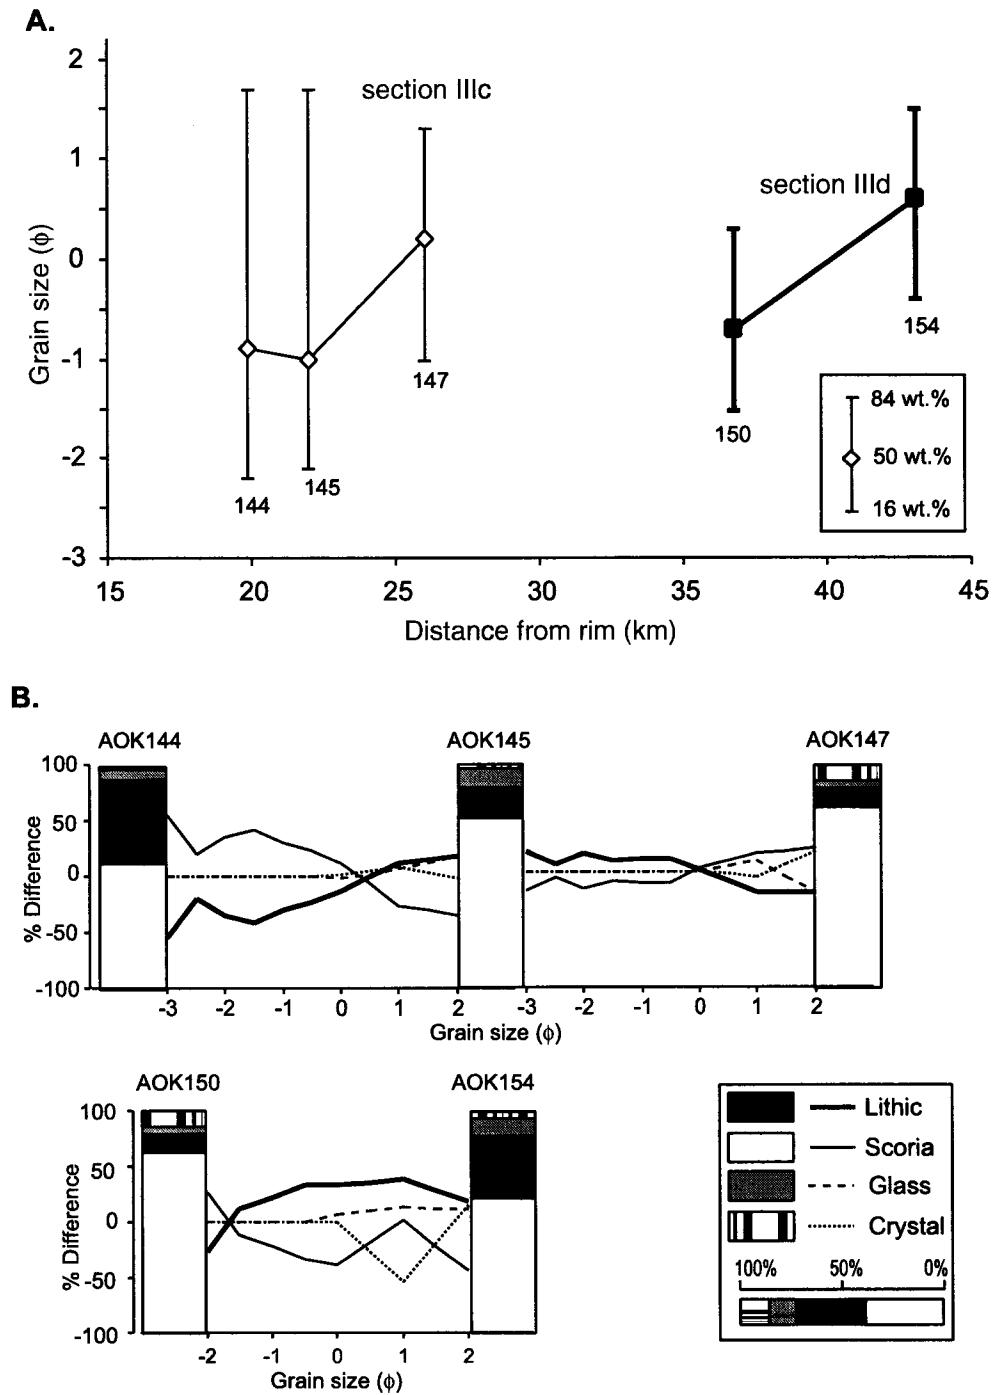 A.
2
1
0
-1
-2
-3
Grain size (ϕ)
section IIIc
section IIId
144
145
147
150
154
84 wt.%
50 wt.%
16 wt.%
15 20 25 30 35 40 45
Distance from rim (km)
B.
AOK144 AOK145 AOK147
100
50
0
-50
-100
% Difference
-3 -2 -1 0 1 2 -3 -2 -1 0 1 2
Grain size (ϕ)
AOK150 AOK154
100
50
0
-50
-100
% Difference
-2 -1 0 1 2
Grain size (ϕ)
Lithic
Scoria
Glass
Crystal
100% 50% 0%